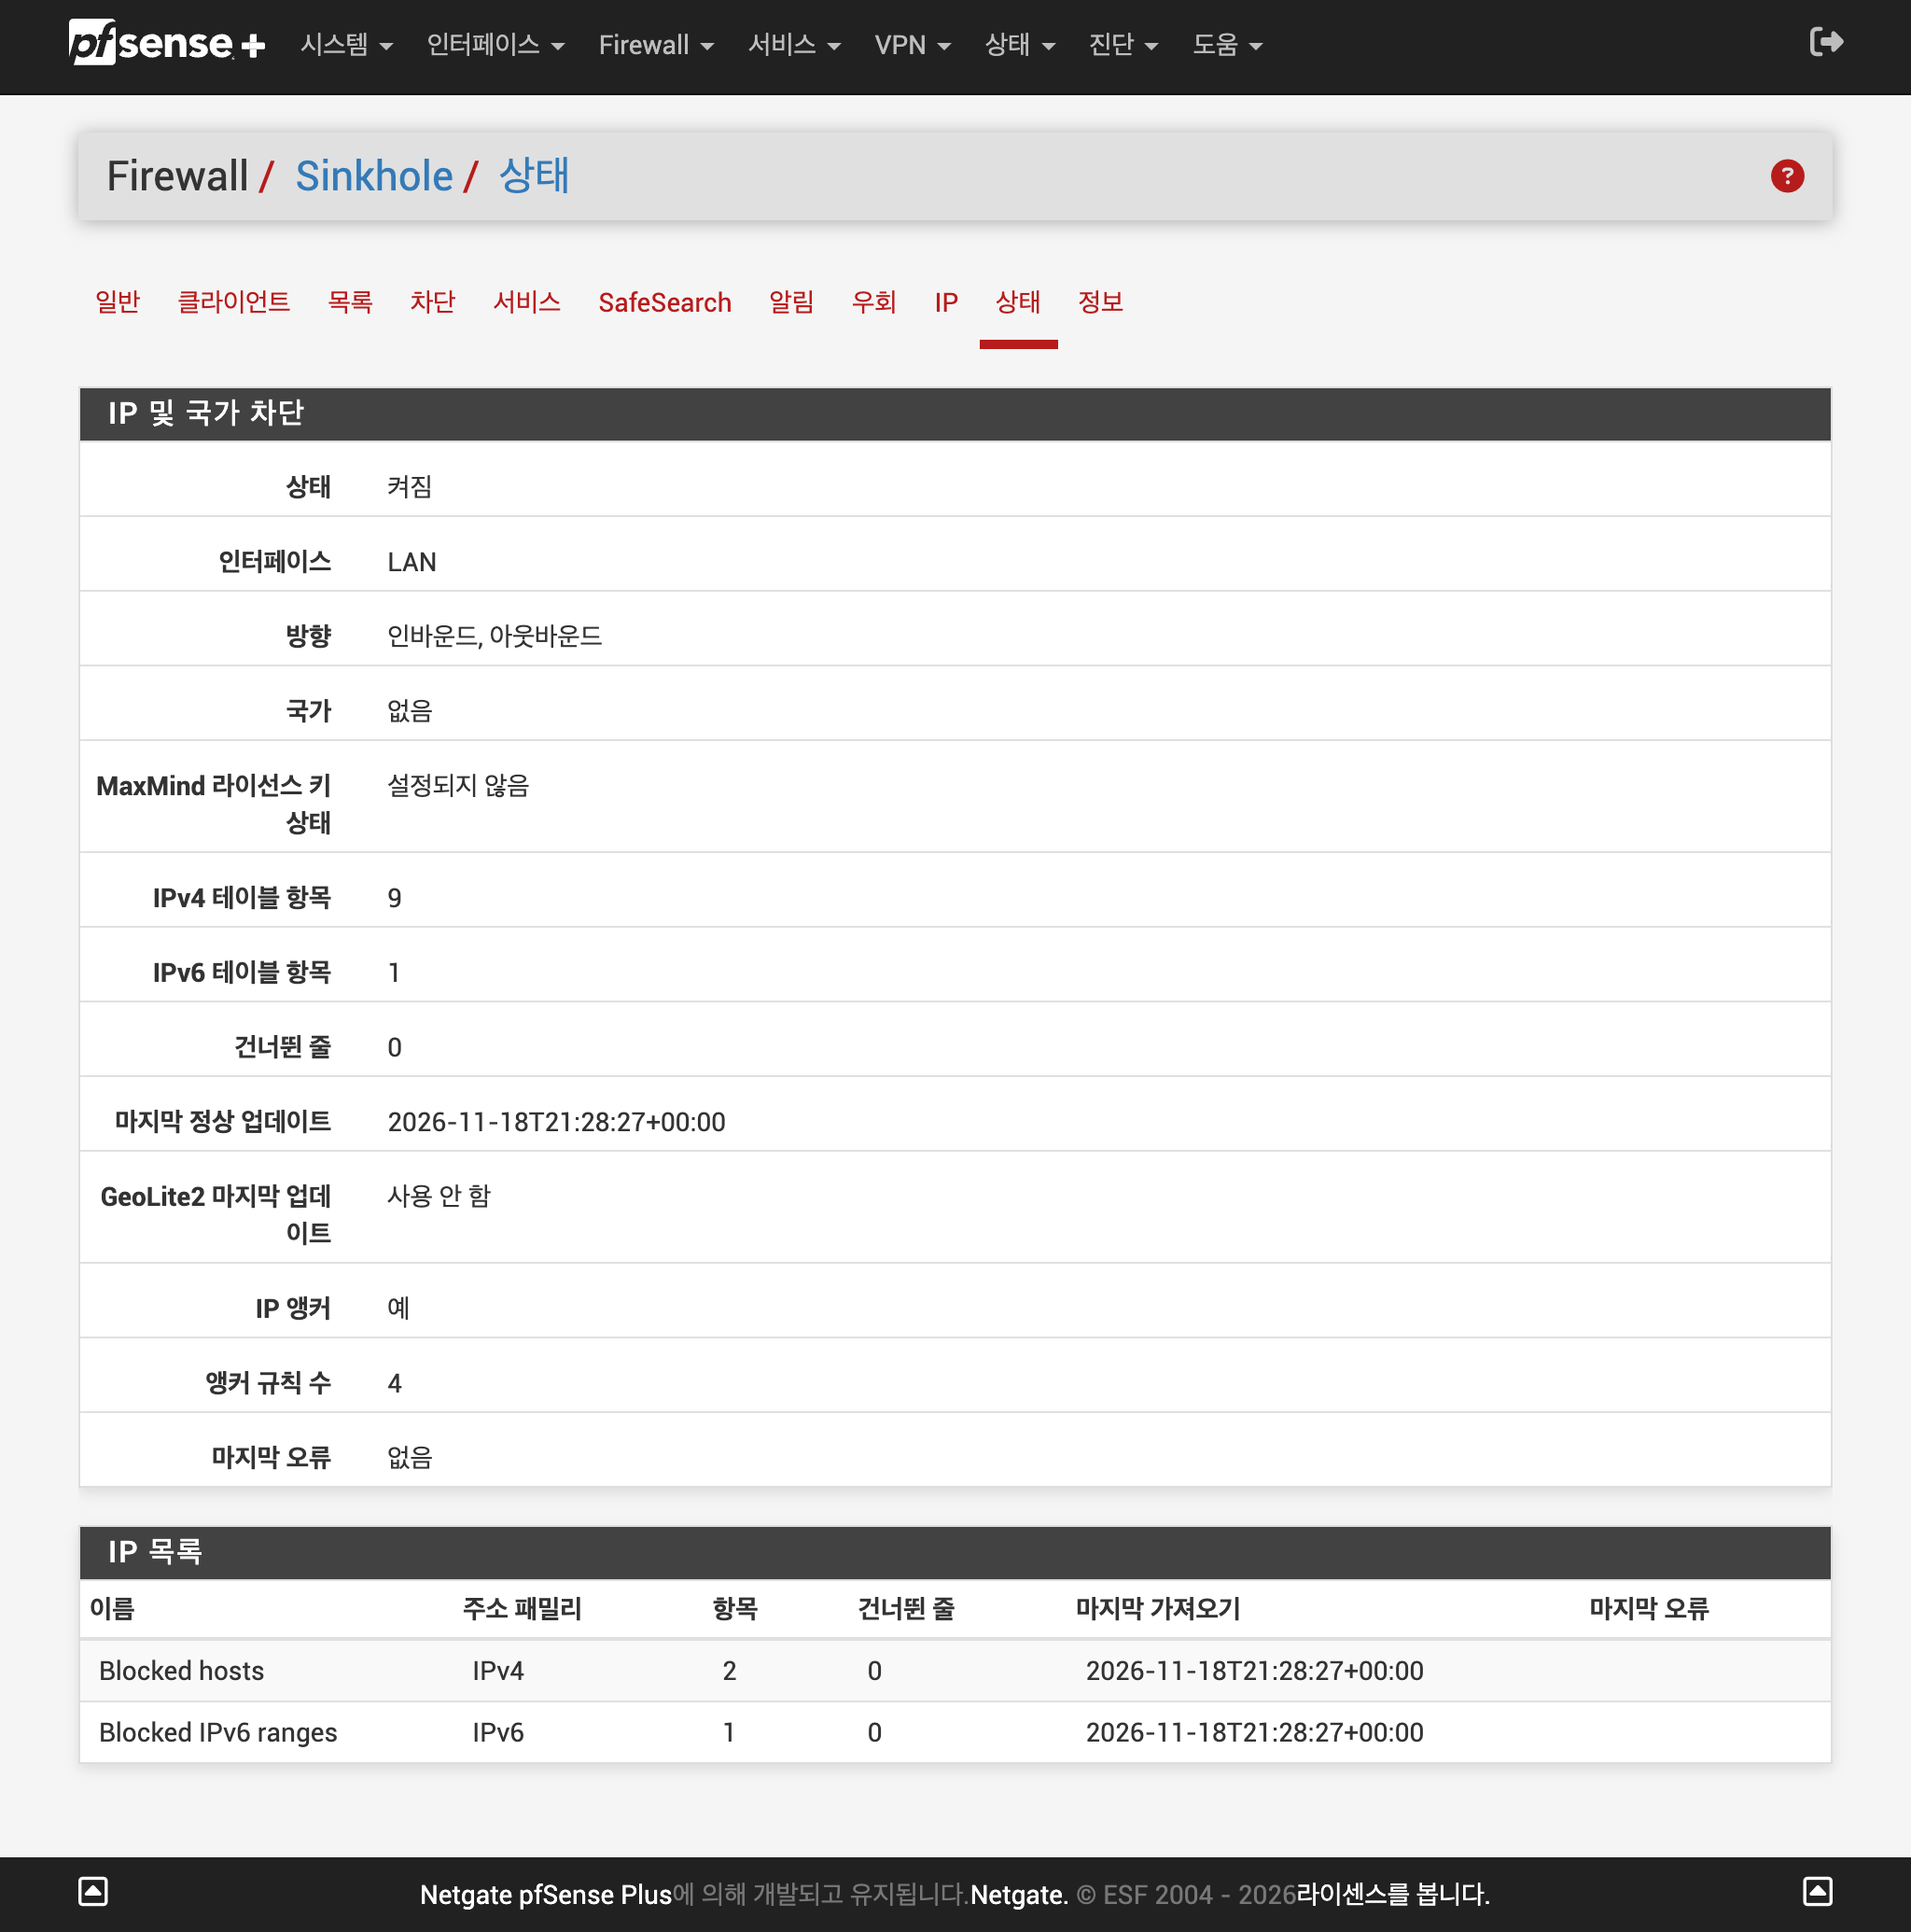 pfsense+ 시스템 인터페이스 Firewall 서비스 VPN 상태 진단 도움
Firewall / Sinkhole / 상태
일반 클라이언트 목록 차단 서비스 SafeSearch 알림 우회 IP 상태 정보
IP 및 국가 차단
상태 켜짐
인터페이스 LAN
방향 인바운드, 아웃바운드
국가 없음
MaxMind 라이선스 키 설정되지 않음
상태
IPv4 테이블 항목 9
IPv6 테이블 항목 1
건너뛴 줄 0
마지막 정상 업데이트 2026-11-18T21:28:27+00:00
GeoLite2 마지막 업데 사용 안 함
이트
IP 앵커 예
앵커 규칙 수 4
마지막 오류 없음
IP 목록
이름 주소 패밀리 항목 건너뛴 줄 마지막 가져오기 마지막 오류
Blocked hosts IPv4 2 0 2026-11-18T21:28:27+00:00
Blocked IPv6 ranges IPv6 1 0 2026-11-18T21:28:27+00:00
Netgate pfSense Plus에 의해 개발되고 유지됩니다.Netgate. © ESF 2004 - 2026라이센스를 봅니다.